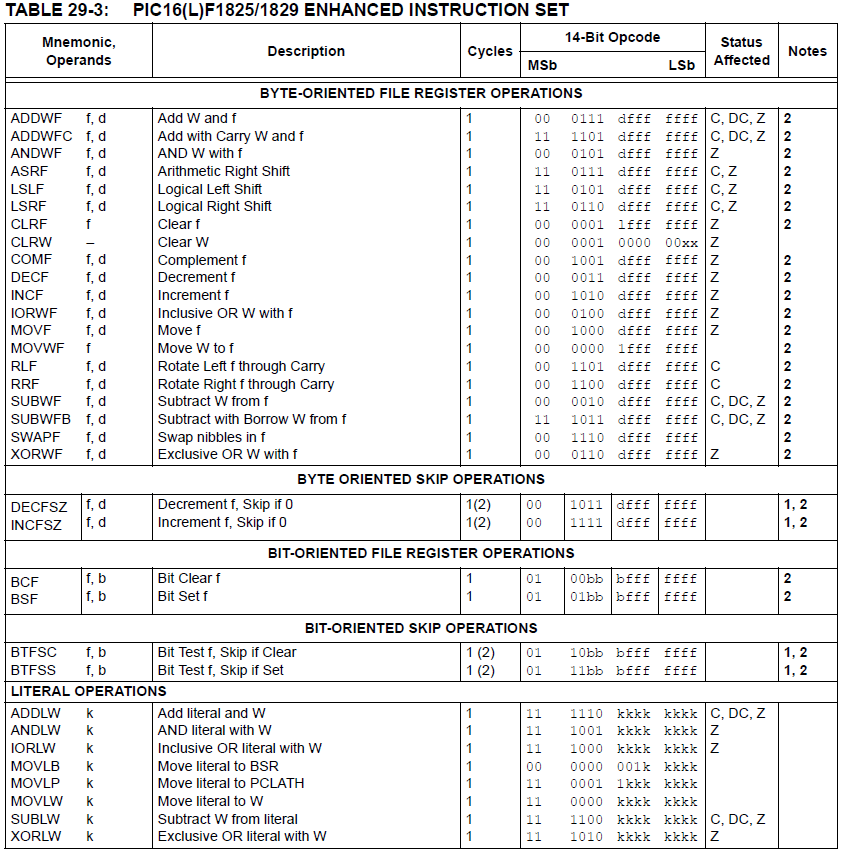 TABLE 29-3: PIC16(L)F1825/1829 ENHANCED INSTRUCTION SET
Mnemonic, Operands Description Cycles 14-Bit Opcode Status Affected Notes
MSb LSb
BYTE-ORIENTED FILE REGISTER OPERATIONS
ADDWF f, d Add W and f 1 00 0111 dfff ffff C, DC, Z 2
ADDWFC f, d Add with Carry W and f 1 11 1101 dfff ffff C, DC, Z 2
ANDWF f, d AND W with f 1 00 0101 dfff ffff Z 2
ASRF f, d Arithmetic Right Shift 1 11 0111 dfff ffff C, Z 2
LSLF f, d Logical Left Shift 1 11 0101 dfff ffff C, Z 2
LSRF f, d Logical Right Shift 1 11 0110 dfff ffff C, Z 2
CLRF f Clear f 1 00 0001 lfff ffff Z 2
CLRW – Clear W 1 00 0001 0000 00xx Z
COMF f, d Complement f 1 00 1001 dfff ffff Z 2
DECF f, d Decrement f 1 00 0011 dfff ffff Z 2
INCF f, d Increment f 1 00 1010 dfff ffff Z 2
IORWF f, d Inclusive OR W with f 1 00 0100 dfff ffff Z 2
MOVF f, d Move f 1 00 1000 dfff ffff Z 2
MOVWF f Move W to f 1 00 0000 1fff ffff 2
RLF f, d Rotate Left f through Carry 1 00 1101 dfff ffff C 2
RRF f, d Rotate Right f through Carry 1 00 1100 dfff ffff C 2
SUBWF f, d Subtract W from f 1 00 0010 dfff ffff C, DC, Z 2
SUBWFB f, d Subtract with Borrow W from f 1 11 1011 dfff ffff C, DC, Z 2
SWAPF f, d Swap nibbles in f 1 00 1110 dfff ffff 2
XORWF f, d Exclusive OR W with f 1 00 0110 dfff ffff Z 2
BYTE ORIENTED SKIP OPERATIONS
DECFSZ f, d Decrement f, Skip if 0 1(2) 00 1011 dfff ffff 1, 2
INCFSZ f, d Increment f, Skip if 0 1(2) 00 1111 dfff ffff 1, 2
BIT-ORIENTED FILE REGISTER OPERATIONS
BCF f, b Bit Clear f 1 01 00bb bfff ffff 2
BSF f, b Bit Set f 1 01 01bb bfff ffff 2
BIT-ORIENTED SKIP OPERATIONS
BTFSC f, b Bit Test f, Skip if Clear 1 (2) 01 10bb bfff ffff 1, 2
BTFSS f, b Bit Test f, Skip if Set 1 (2) 01 11bb bfff ffff 1, 2
LITERAL OPERATIONS
ADDLW k Add literal and W 1 11 1110 kkkk kkkk C, DC, Z
ANDLW k AND literal with W 1 11 1001 kkkk kkkk Z
IORLW k Inclusive OR literal with W 1 11 1000 kkkk kkkk Z
MOVLB k Move literal to BSR 1 00 0000 001k kkkk
MOVLP k Move literal to PCLATH 1 11 0001 1kkk kkkk
MOVLW k Move literal to W 1 11 0000 kkkk kkkk
SUBLW k Subtract W from literal 1 11 1100 kkkk kkkk C, DC, Z
XORLW k Exclusive OR literal with W 1 11 1010 kkkk kkkk Z